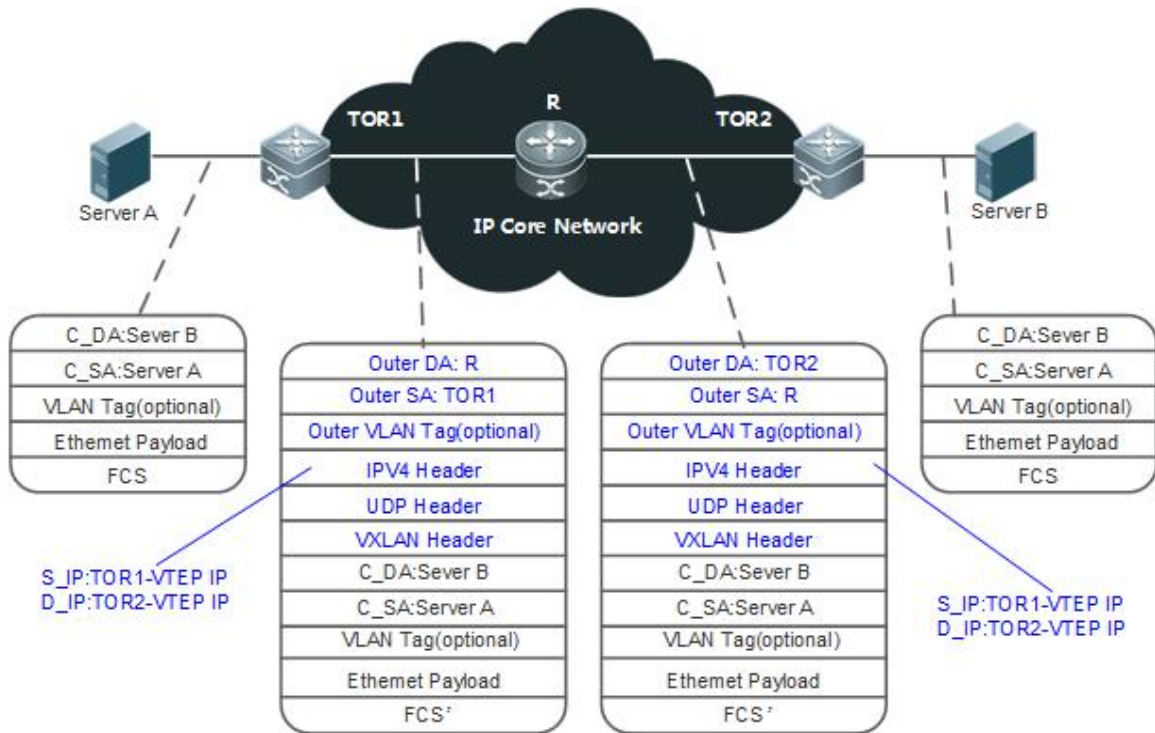 R
TOR1
TOR2
Server A
Server B
IP Core Network
C_DA:Sever B
C_SA:Server A
VLAN Tag(optional)
Ethemet Payload
FCS
Outer DA: R
Outer SA: TOR1
Outer VLAN Tag(optional)
IPV4 Header
UDP Header
VXLAN Header
C_DA:Sever B
C_SA:Server A
VLAN Tag(optional)
Ethemet Payload
FCS'
S_IP:TOR1-VTEP IP
D_IP:TOR2-VTEP IP
Outer DA: TOR2
Outer SA: R
Outer VLAN Tag(optional)
IPV4 Header
UDP Header
VXLAN Header
C_DA:Sever B
C_SA:Server A
VLAN Tag(optional)
Ethemet Payload
FCS'
S_IP:TOR1-VTEP IP
D_IP:TOR2-VTEP IP
C_DA:Sever B
C_SA:Server A
VLAN Tag(optional)
Ethemet Payload
FCS